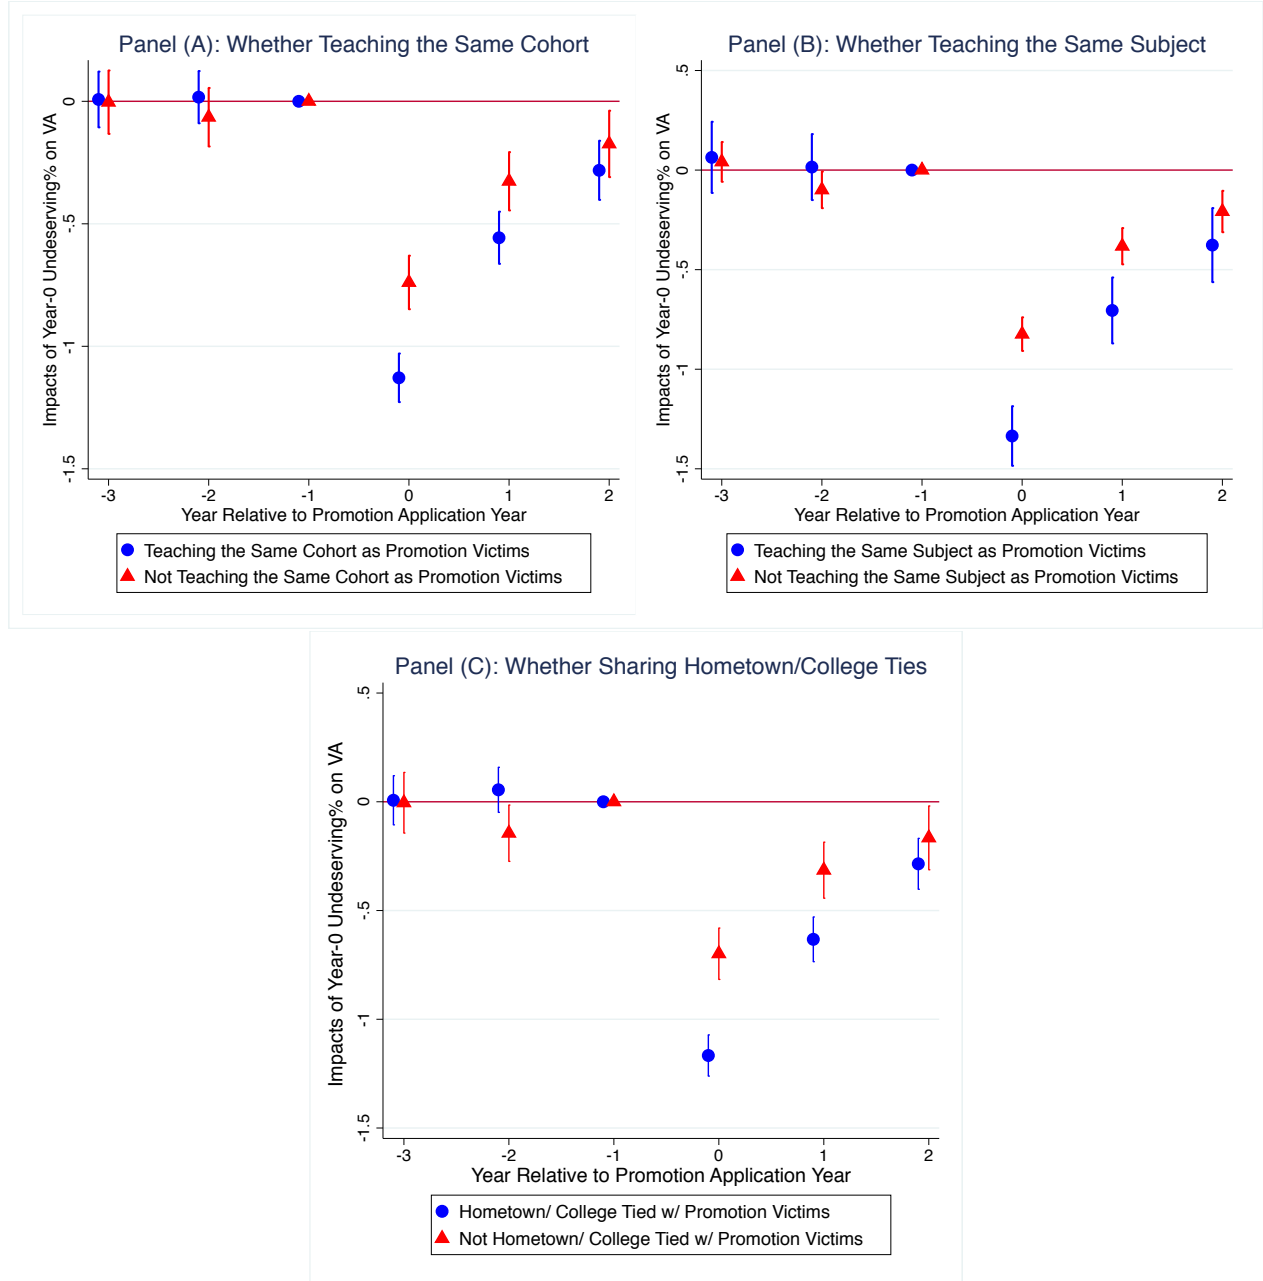 Panel (A): Whether Teaching the Same Cohort
Impacts of Year-0 Undeserving% on VA
0
-.5
-1
-1.5
-3 -2 -1 0 1 2
Year Relative to Promotion Application Year
Teaching the Same Cohort as Promotion Victims
Not Teaching the Same Cohort as Promotion Victims
Panel (B): Whether Teaching the Same Subject
Impacts of Year-0 Undeserving% on VA
.5
0
-.5
-1
-1.5
-3 -2 -1 0 1 2
Year Relative to Promotion Application Year
Teaching the Same Subject as Promotion Victims
Not Teaching the Same Subject as Promotion Victims
Panel (C): Whether Sharing Hometown/College Ties
Impacts of Year-0 Undeserving% on VA
.5
0
-.5
-1
-1.5
-3 -2 -1 0 1 2
Year Relative to Promotion Application Year
Hometown/ College Tied w/ Promotion Victims
Not Hometown/ College Tied w/ Promotion Victims